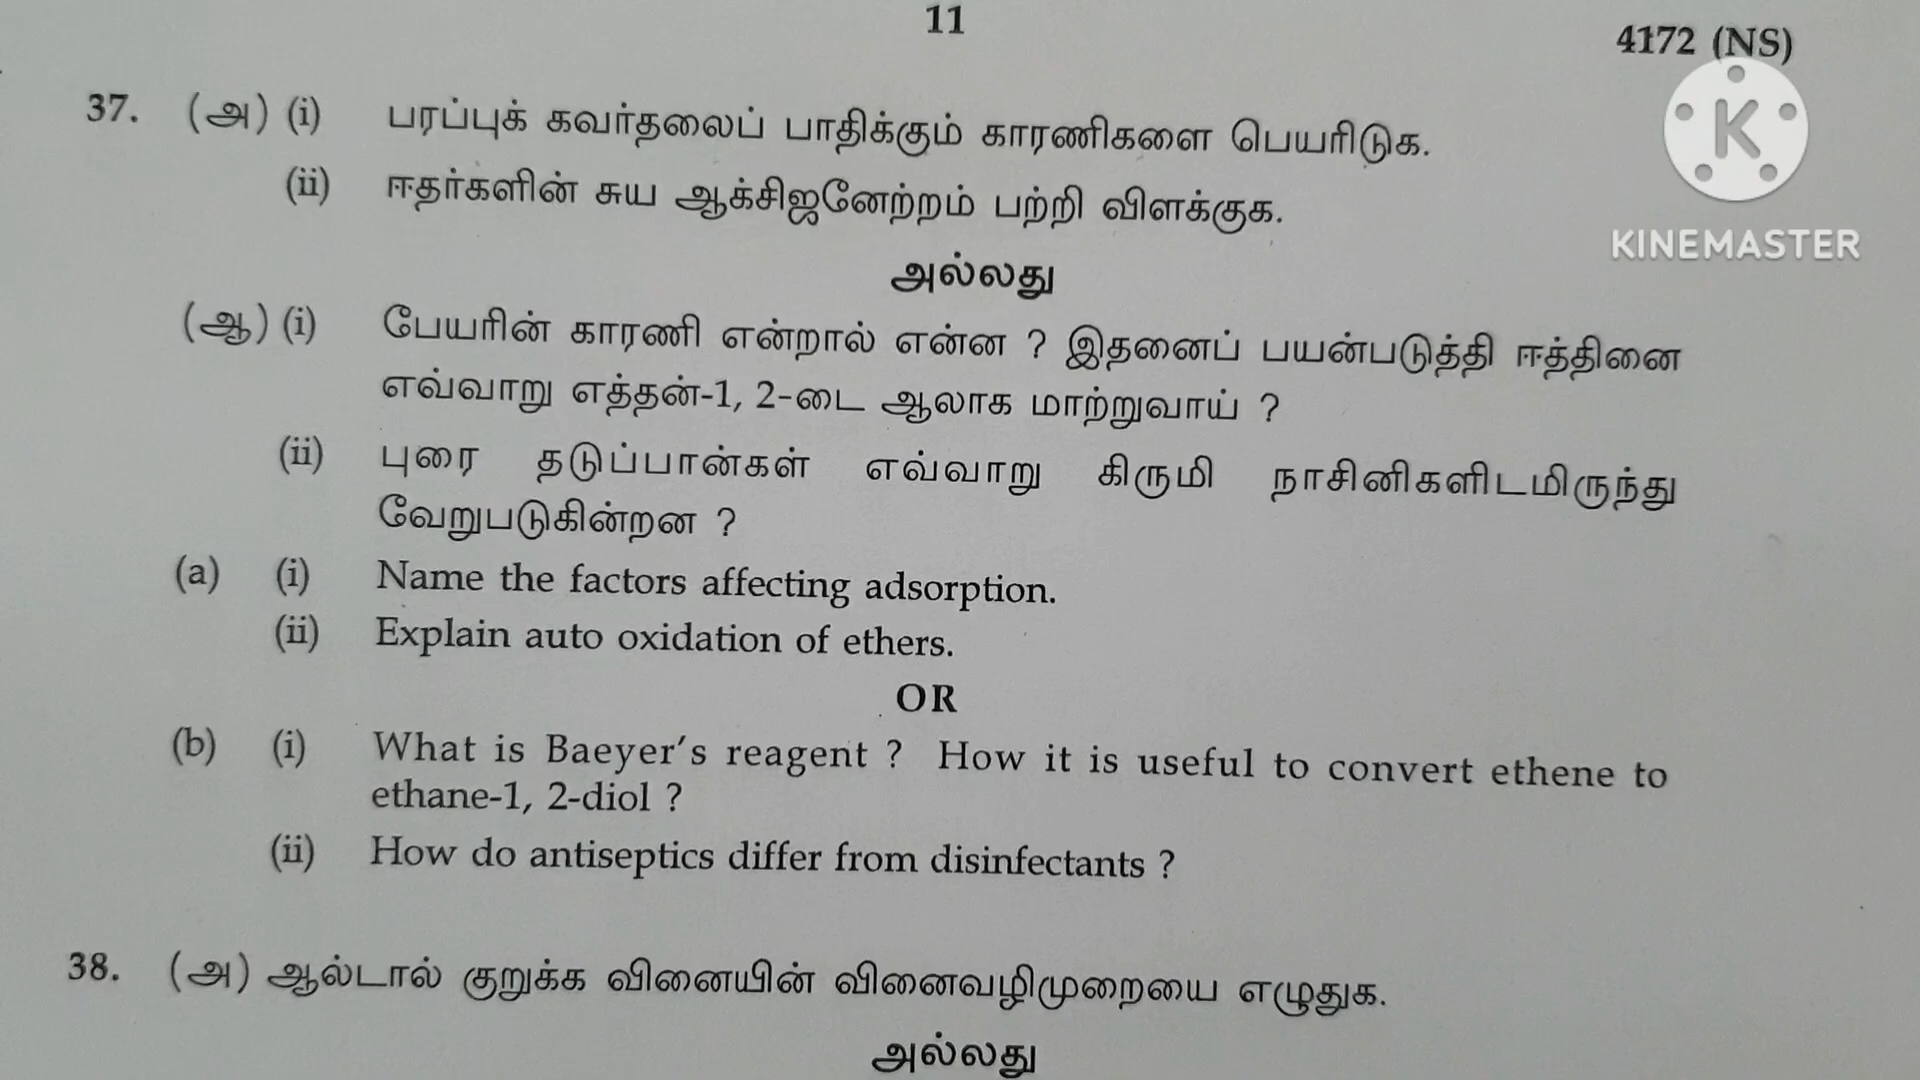 11
4172 (NS)
KINEMASTER
37. (அ) (i) பரப்புக் கவர்தலைப் பாதிக்கும் காரணிகளை பெயரிடுக.
(ii) ஈதர்களின் சுய ஆக்சிஜனேற்றம் பற்றி விளக்குக.
அல்லது
(ஆ) (i) பேயரின் காரணி என்றால் என்ன ? இதனைப் பயன்படுத்தி ஈத்தினை
எவ்வாறு எத்தன்-1, 2-டை ஆலாக மாற்றுவாய் ?
(ii) புரை தடுப்பான்கள் எவ்வாறு கிருமி நாசினிகளிடமிருந்து
வேறுபடுகின்றன ?
(a) (i) Name the factors affecting adsorption.
(ii) Explain auto oxidation of ethers.
OR
(b) (i) What is Baeyer's reagent ? How it is useful to convert ethene to
ethane-1, 2-diol ?
(ii) How do antiseptics differ from disinfectants ?
38. (அ) ஆல்டால் குறுக்க வினையின் வினைவழிமுறையை எழுதுக.
அல்லது